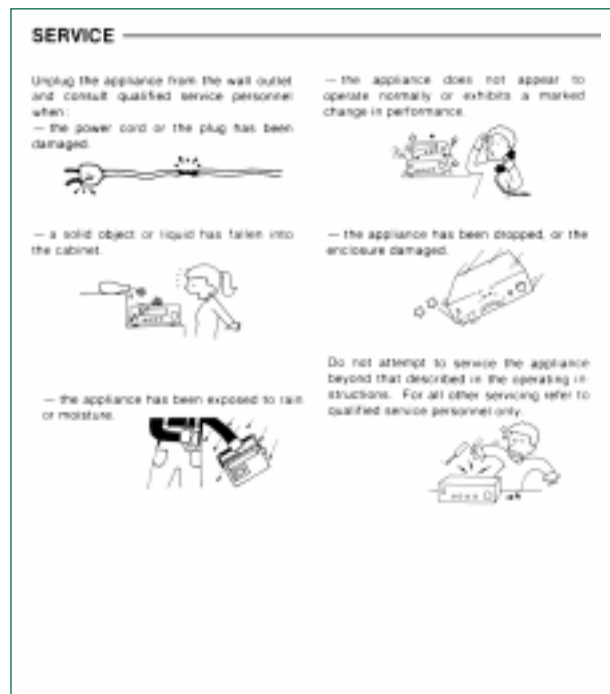 SERVICE
Unplug the appliance from the wall outlet
and consult qualified service personnel
when:
— the power cord or the plug has been
damaged.
— a solid object or liquid has fallen into
the cabinet.
— the appliance has been exposed to rain
or moisture.
— the appliance does not appear to
operate normally or exhibits a marked
change in performance.
— the appliance has been dropped, or the
enclosure damaged.
Do not attempt to service the appliance
beyond that described in the operating in-
structions. For all other servicing refer to
qualified service personnel only.